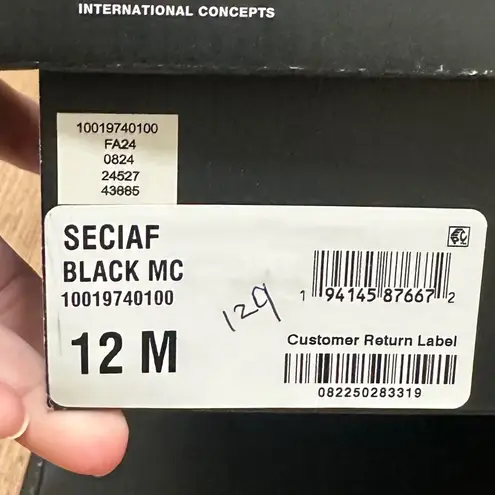 INTERNATIONAL CONCEPTS
10019740100
FA24
0824
24527
43885
SECIAF
BLACK MC
10019740100
12 M
129
1 94145 87667 2
Customer Return Label
082250283319